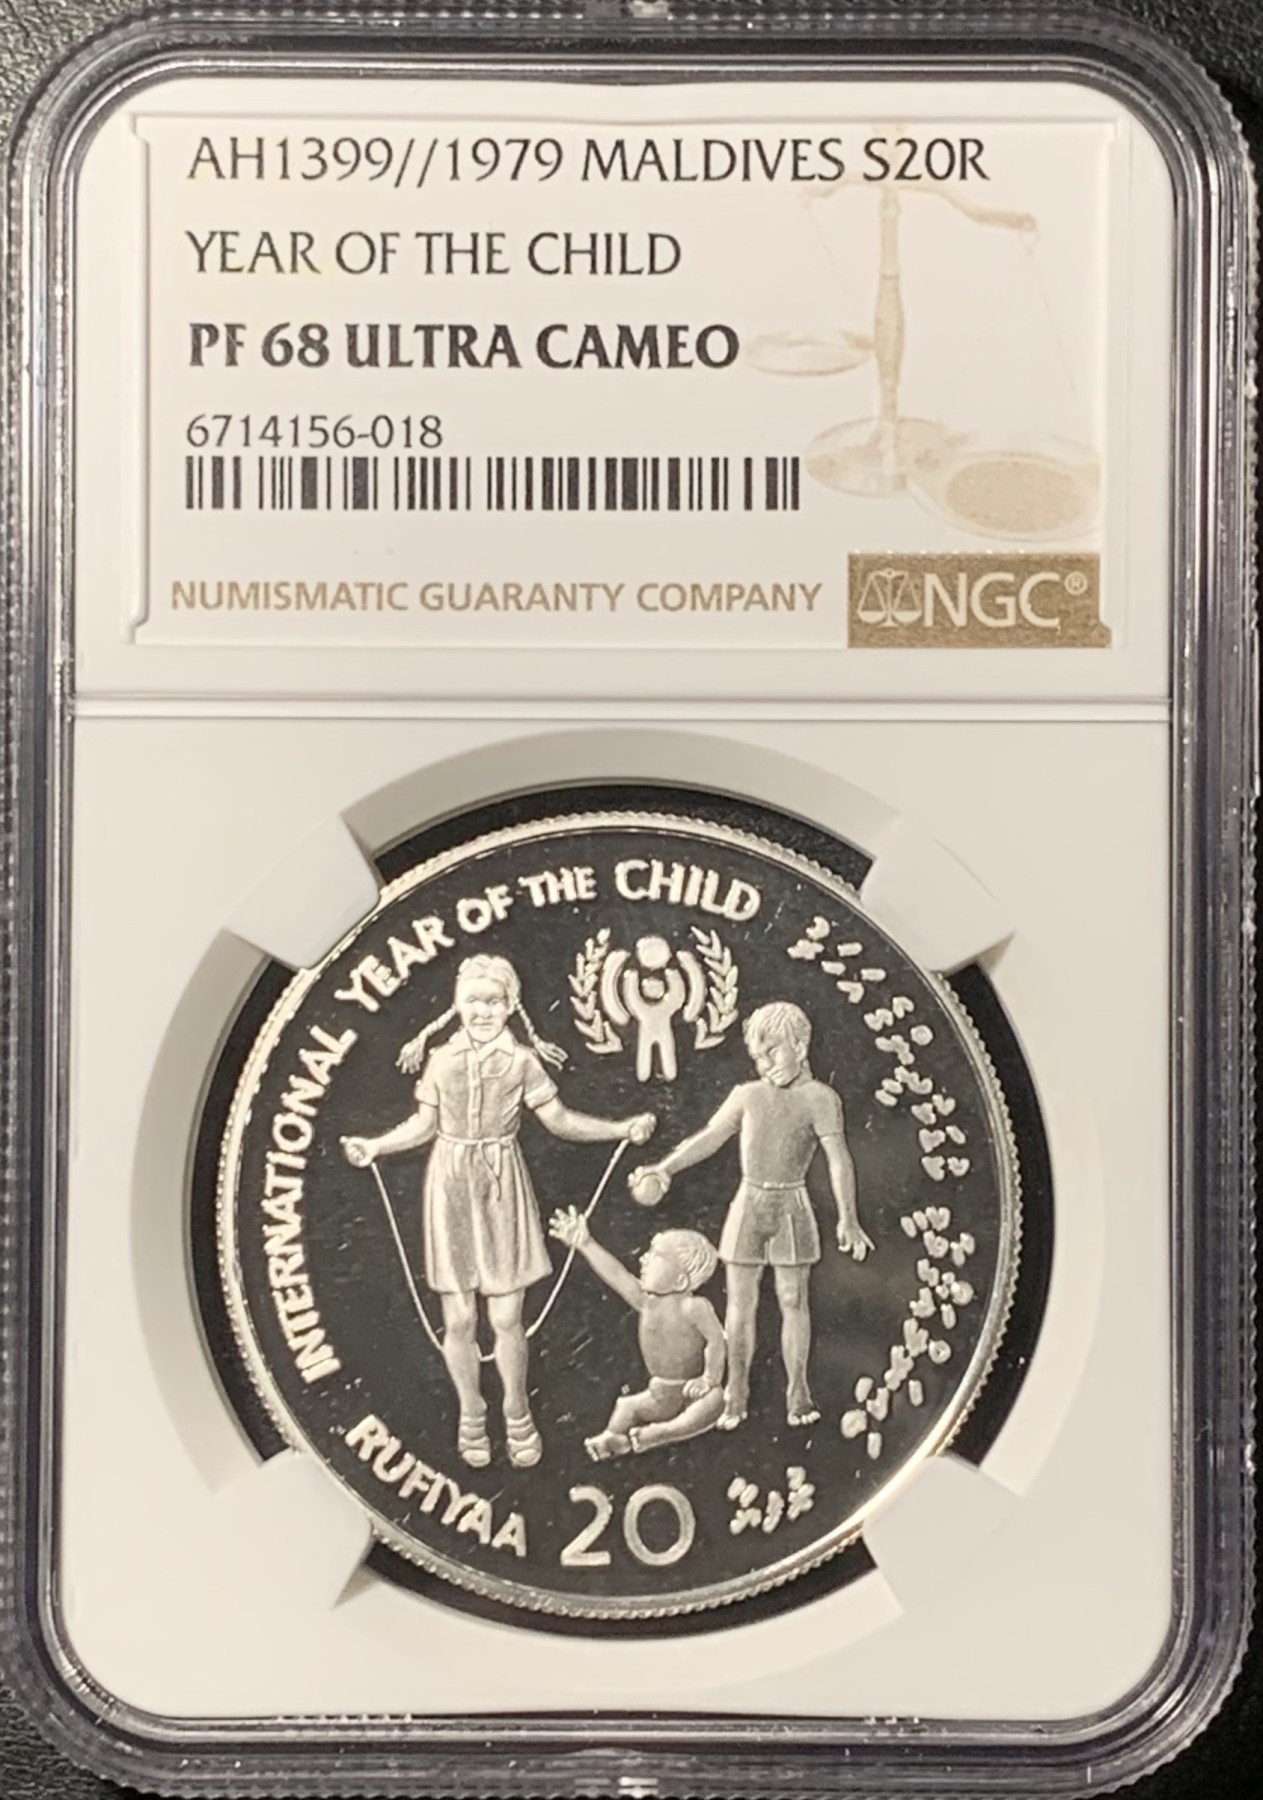 AH1399//1979 MALDIVES S20R
YEAR OF THE CHILD
PF 68 ULTRA CAMEO
6714156-018
NUMISMATIC GUARANTY COMPANY
NGC®
INTERNATIONAL YEAR OF THE CHILD
RUFIYAA 20